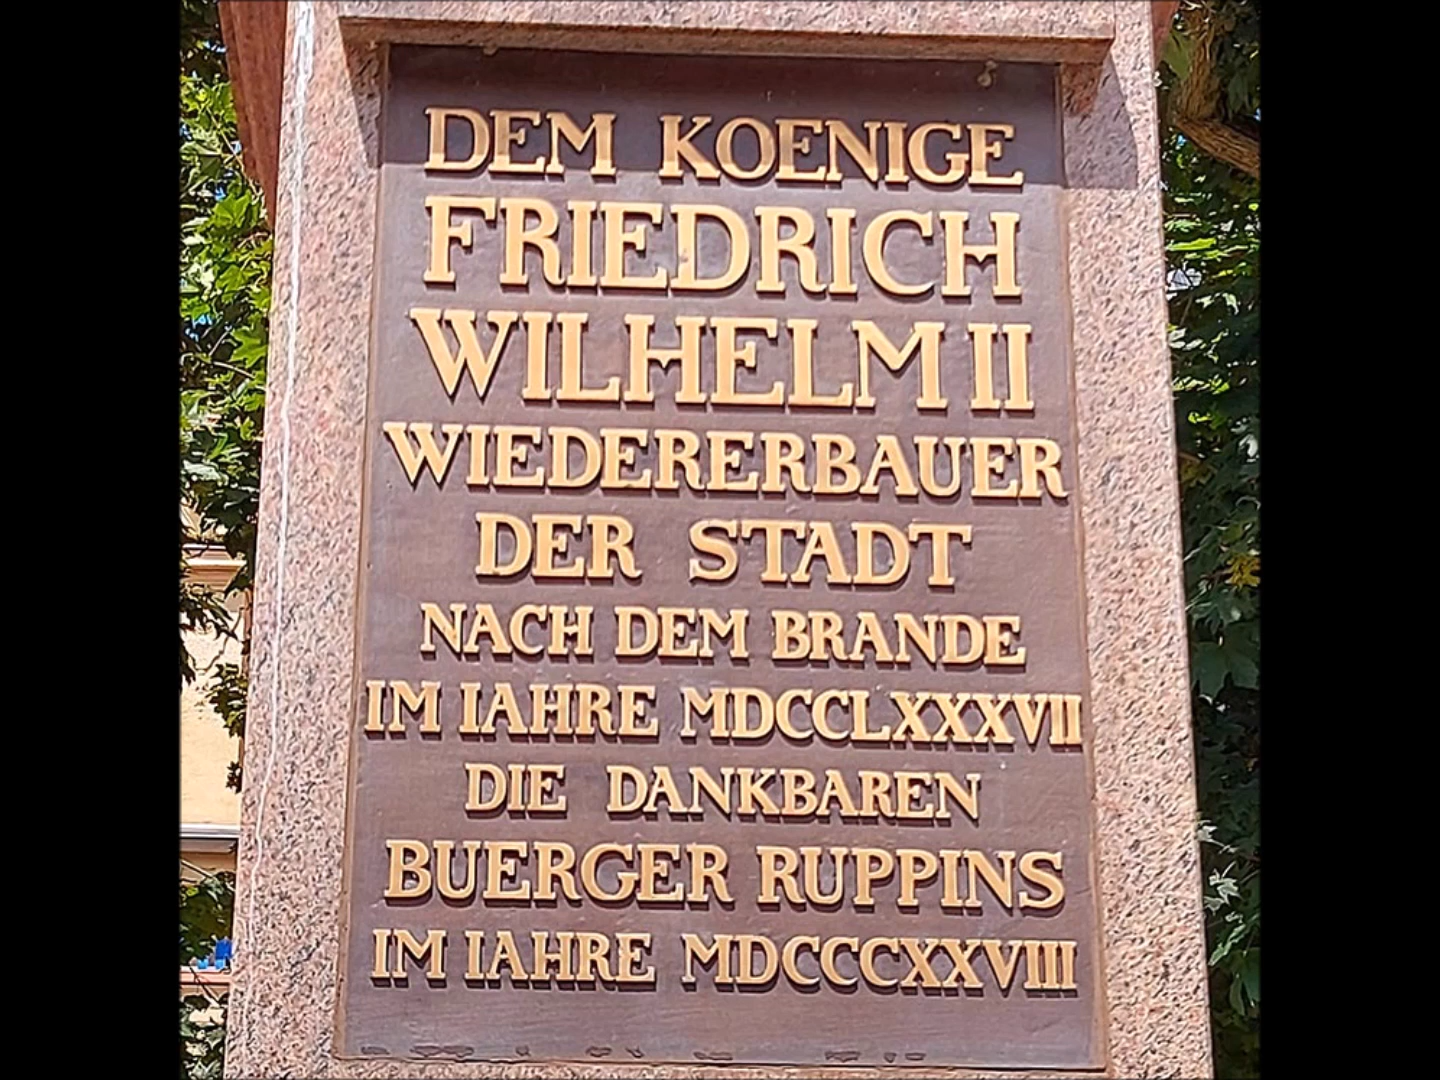 DEM KOENIGE
FRIEDRICH
WILHELM II
WIEDERERBAUER
DER STADT
NACH DEM BRANDE
IM IAHRE MDCCLXXXVII
DIE DANKBAREN
BUERGER RUPPINS
IM IAHRE MDCCCXXVIII